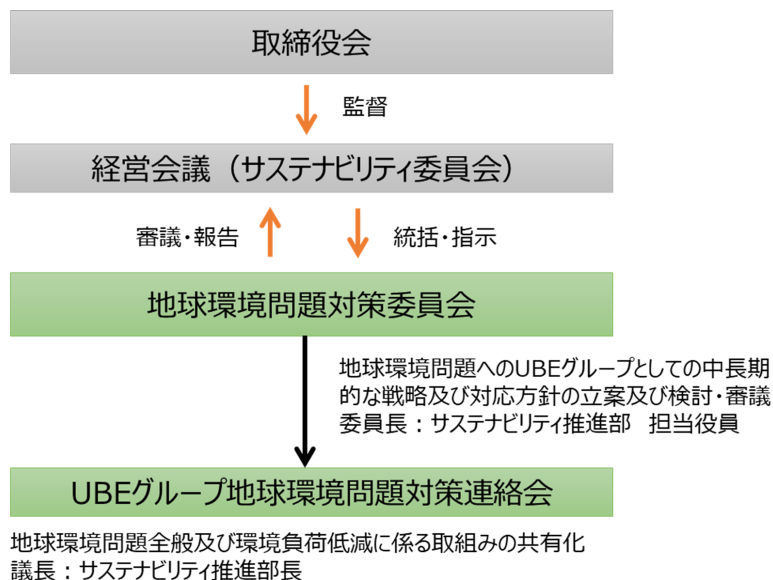 取締役会
監督
経営会議（サステナビリティ委員会）
審議・報告
統括・指示
地球環境問題対策委員会
地球環境問題へのUBEグループとしての中長期
的な戦略及び対応方針の立案及び検討・審議
委員長：サステナビリティ推進部　担当役員
UBEグループ地球環境問題対策連絡会
地球環境問題全般及び環境負荷低減に係る取組みの共有化
議長：サステナビリティ推進部長